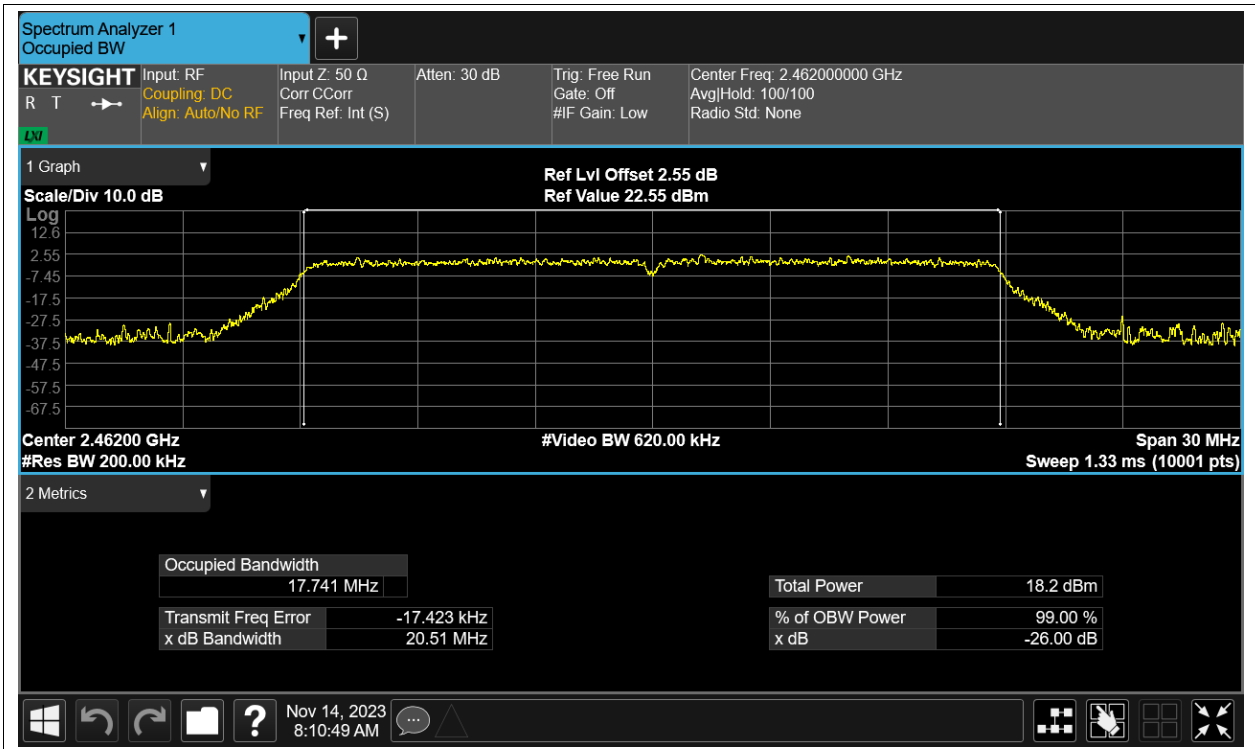 Spectrum Analyzer 1
Occupied BW
KEYSIGHT
R T
LXI
Input: RF
Coupling: DC
Align: Auto/No RF
Input Z: 50 Ω
Corr CCorr
Freq Ref: Int (S)
Atten: 30 dB
Trig: Free Run
Gate: Off
#IF Gain: Low
Center Freq: 2.462000000 GHz
Avg|Hold: 100/100
Radio Std: None
1 Graph
Ref Lvl Offset 2.55 dB
Scale/Div 10.0 dB
Ref Value 22.55 dBm
Log
12.6
2.55
-7.45
-17.5
-27.5
-37.5
-47.5
-57.5
-67.5
Center 2.46200 GHz
#Video BW 620.00 kHz
Span 30 MHz
#Res BW 200.00 kHz
Sweep 1.33 ms (10001 pts)
2 Metrics
Occupied Bandwidth
17.741 MHz
Transmit Freq Error -17.423 kHz
x dB Bandwidth 20.51 MHz
Total Power 18.2 dBm
% of OBW Power 99.00 %
x dB -26.00 dB
Nov 14, 2023
8:10:49 AM